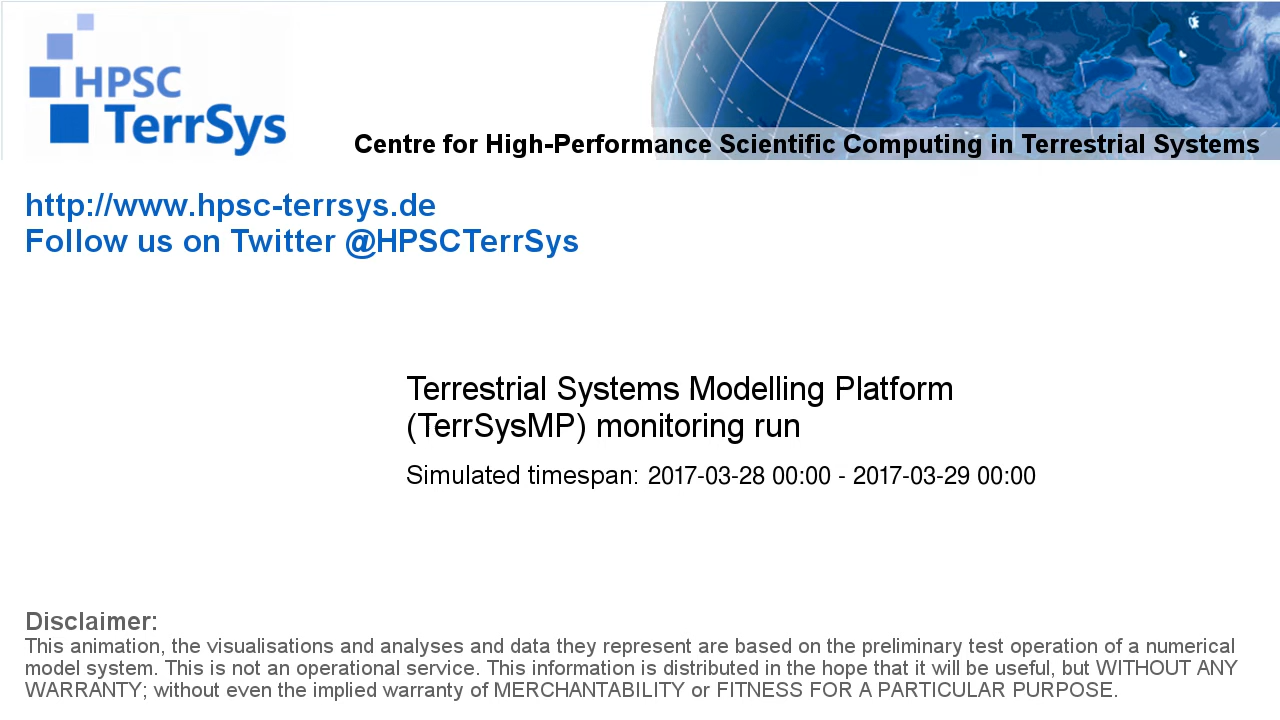 HPSC
TerrSys
Centre for High-Performance Scientific Computing in Terrestrial Systems
http://www.hpsc-terrsys.de
Follow us on Twitter @HPSCTerrSys
Terrestrial Systems Modelling Platform
(TerrSysMP) monitoring run
Simulated timespan: 2017-03-28 00:00 - 2017-03-29 00:00
Disclaimer:
This animation, the visualisations and analyses and data they represent are based on the preliminary test operation of a numerical
model system. This is not an operational service. This information is distributed in the hope that it will be useful, but WITHOUT ANY
WARRANTY; without even the implied warranty of MERCHANTABILITY or FITNESS FOR A PARTICULAR PURPOSE.